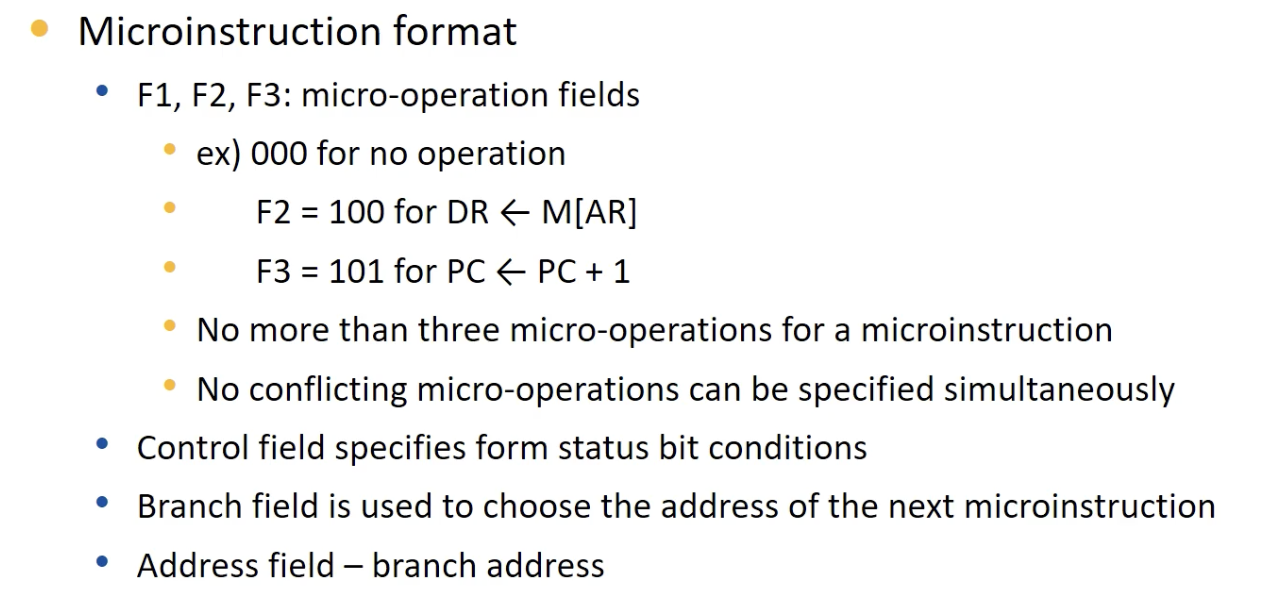 Microinstruction format
F1, F2, F3: micro-operation fields
ex) 000 for no operation
F2 = 100 for DR ← M[AR]
F3 = 101 for PC ← PC + 1
No more than three micro-operations for a microinstruction
No conflicting micro-operations can be specified simultaneously
Control field specifies form status bit conditions
Branch field is used to choose the address of the next microinstruction
Address field – branch address